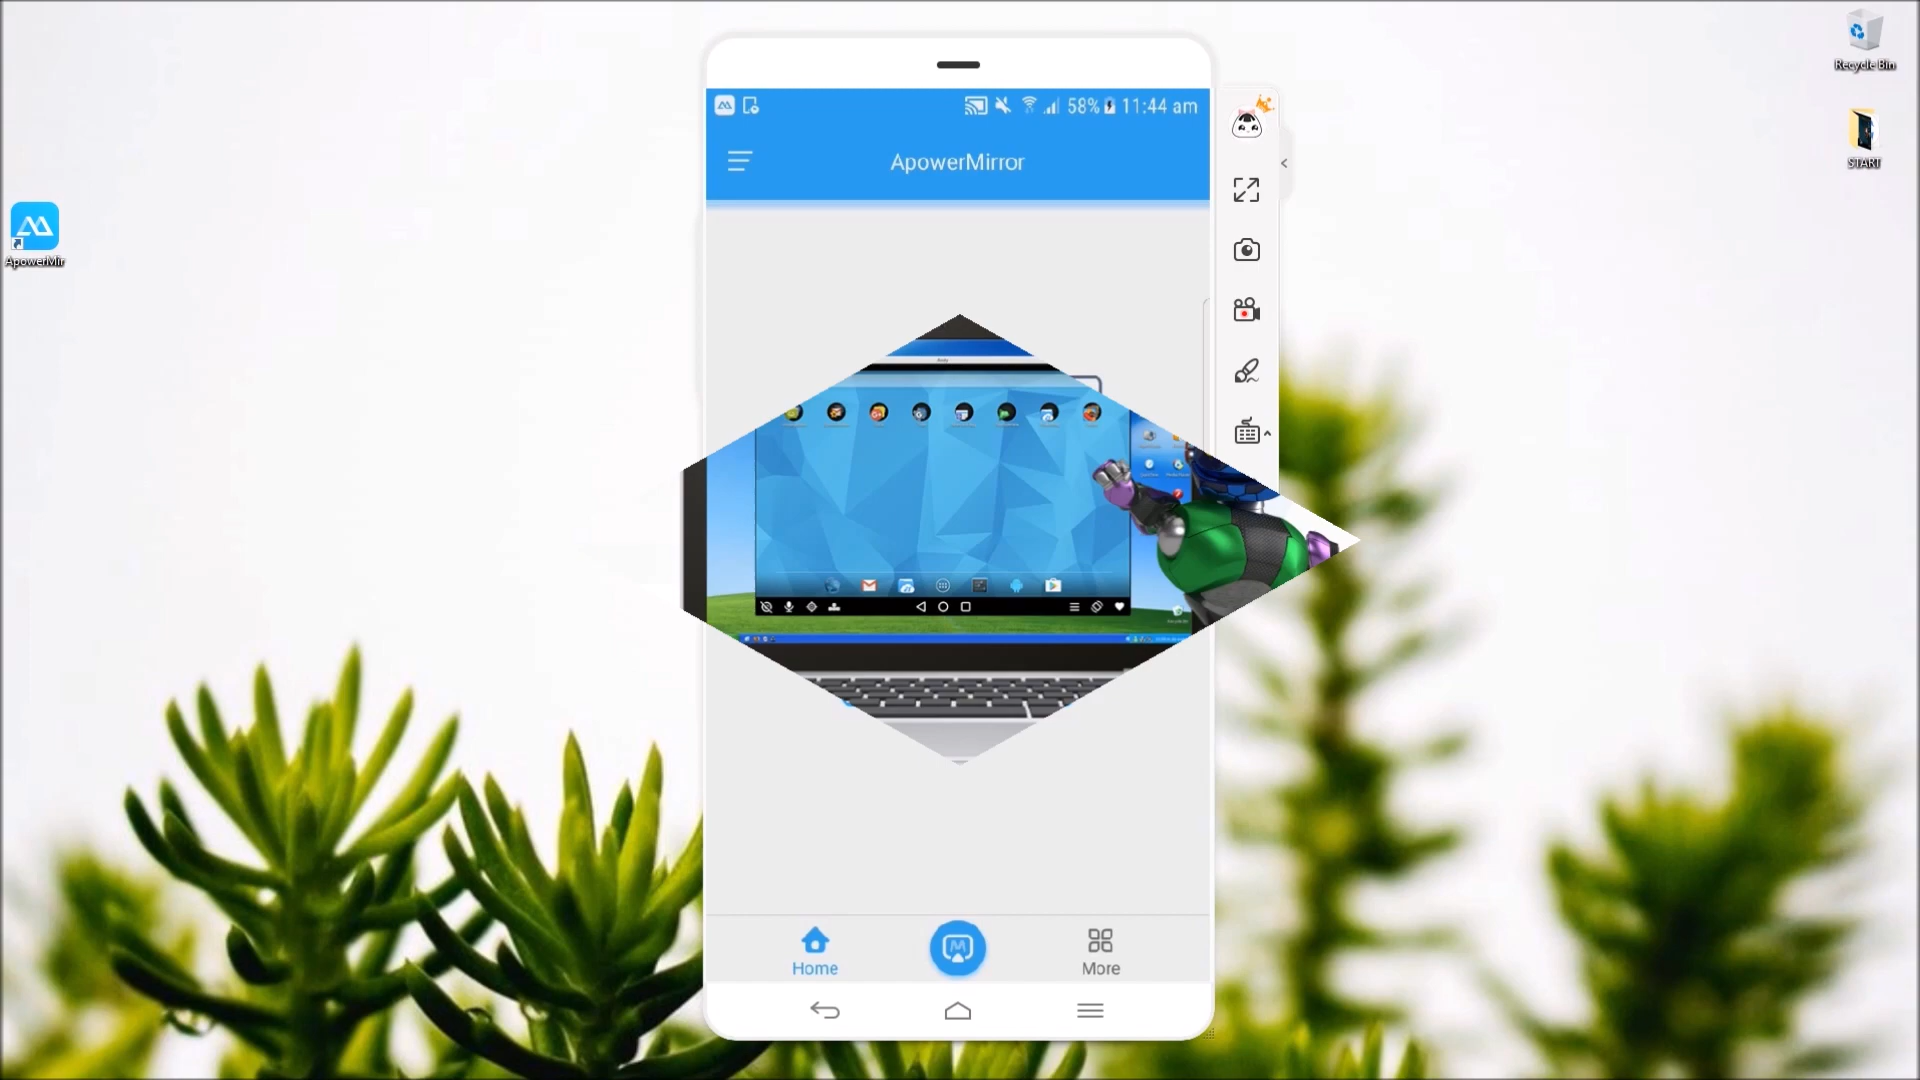 Recycle Bin
58% 11:44 am
ApowerMirror
START
ApowerMir
Home
M
More